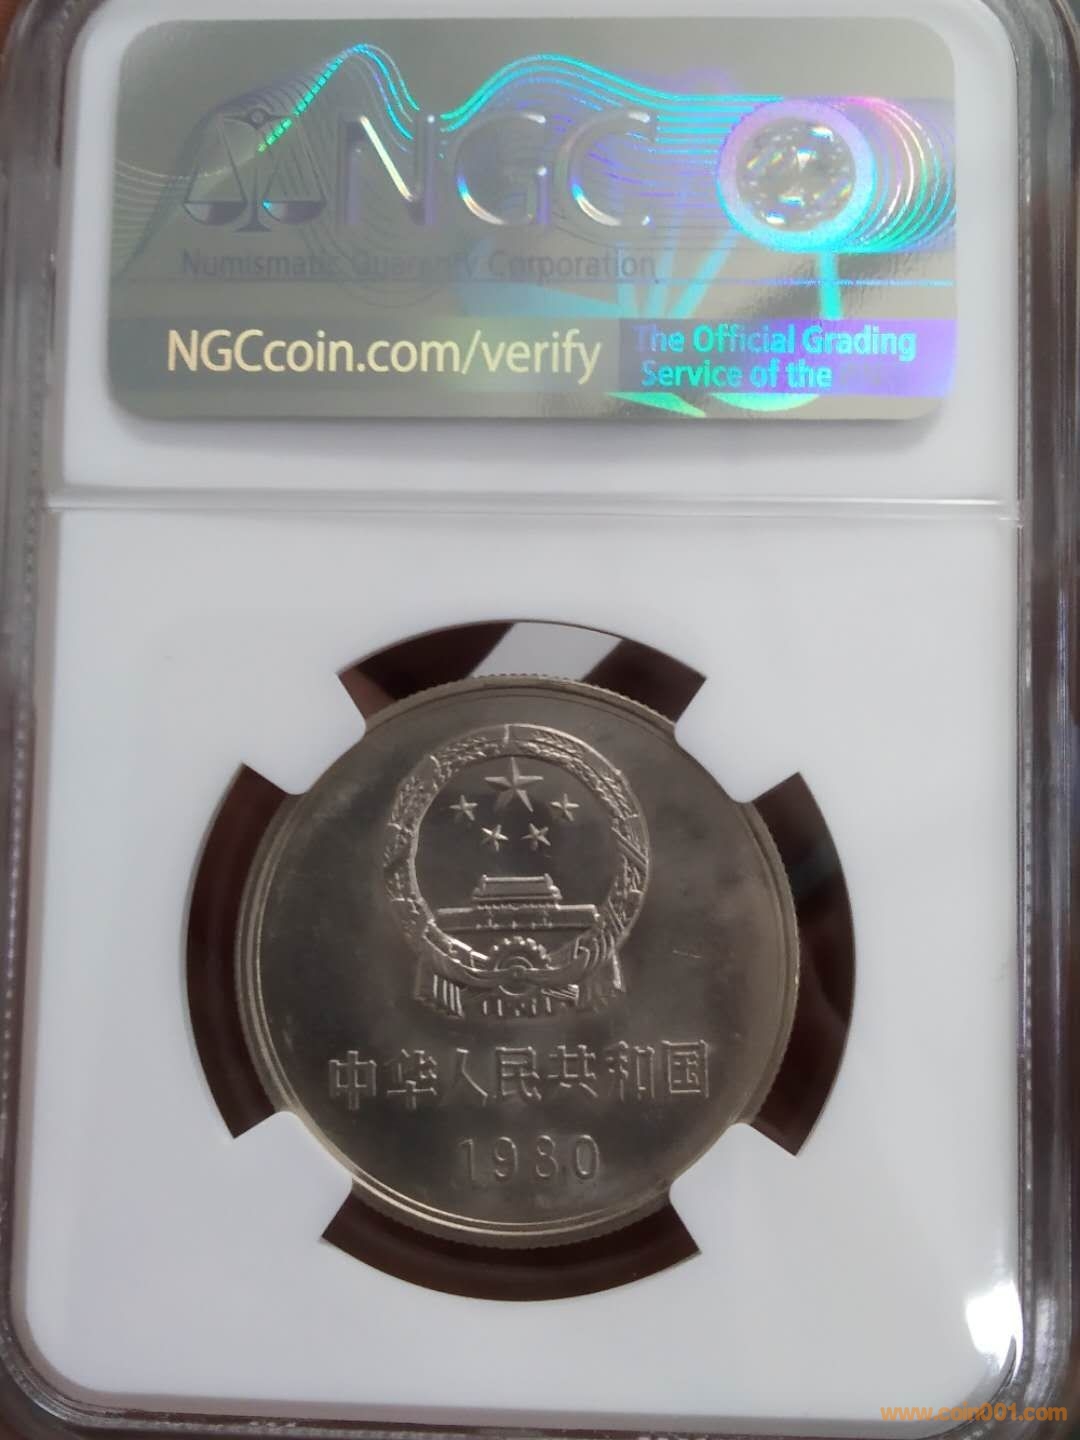 NGC
Numismatic Guaranty Corporation
NGCcoin.com/verify
The Official Grading
Service of the
中华人民共和国
1980
www.coin001.com